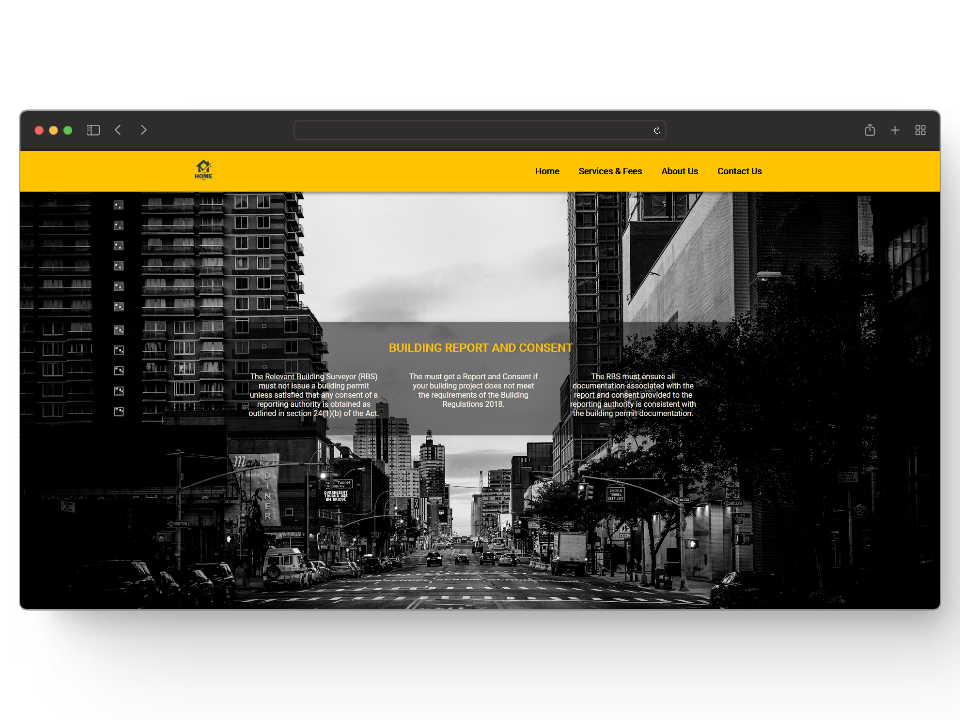 HOME
Home Services & Fees About Us Contact Us
BUILDING REPORT AND CONSENT
The Relevant Building Surveyor (RBS)
must not issue a building permit
unless satisfied that any consent of a
reporting authority is obtained as
outlined in section 24(1)(b) of the Act.
The must get a Report and Consent if
your building project does not meet
the requirements of the Building
Regulations 2018.
The RBS must ensure all
documentation associated with the
report and consent provided to the
reporting authority is consistent with
the building permit documentation.
Market
DINER